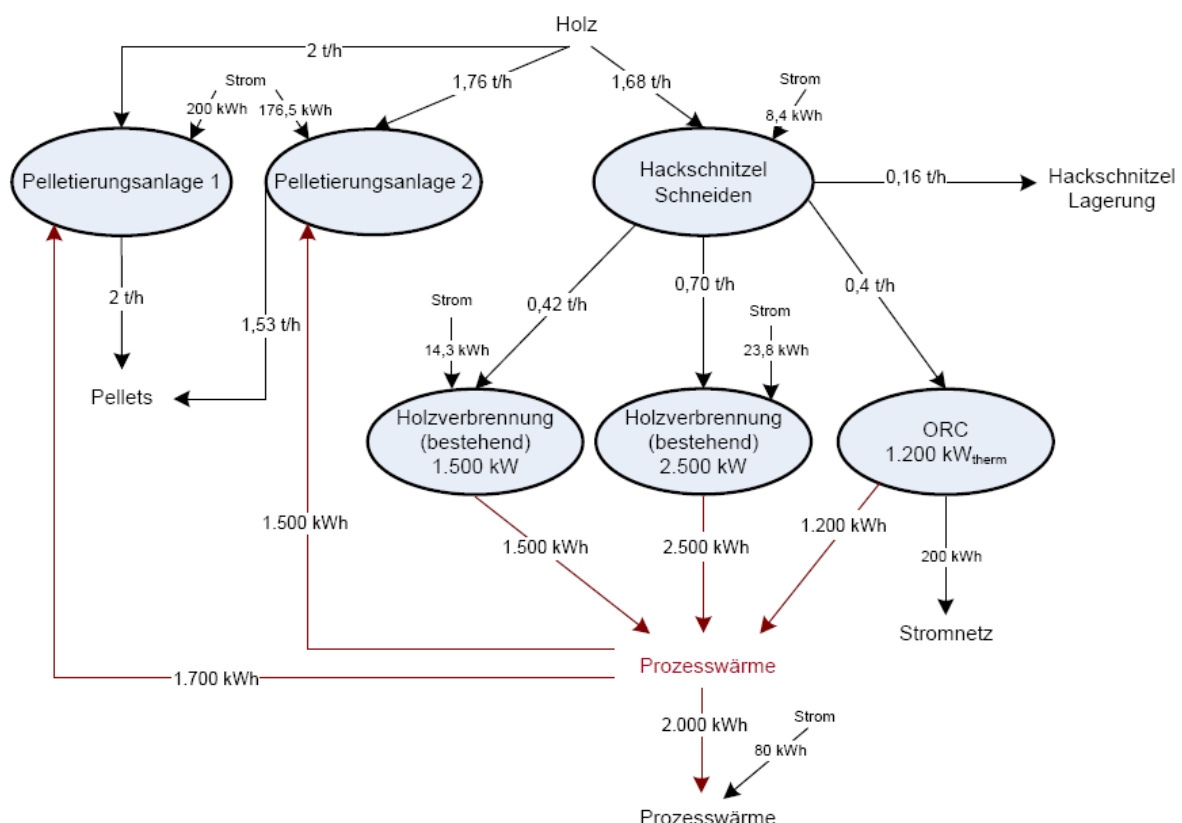 Holz
2 t/h
1,76 t/h
1,68 t/h
Strom
200 kWh
176,5 kWh
Strom
8,4 kWh
Pelletierungsanlage 1
Pelletierungsanlage 2
Hackschnitzel
Schneiden
0,16 t/h
Hackschnitzel
Lagerung
2 t/h
1,53 t/h
0,42 t/h
0,70 t/h
0,4 t/h
Strom
14,3 kWh
Strom
23,8 kWh
Pellets
Holzverbrennung
(bestehend)
1.500 kW
Holzverbrennung
(bestehend)
2.500 kW
ORC
1.200 kWtherm
1.500 kWh
1.500 kWh
2.500 kWh
1.200 kWh
200 kWh
Stromnetz
Prozesswärme
1.700 kWh
2.000 kWh
Strom
80 kWh
Prozesswärme